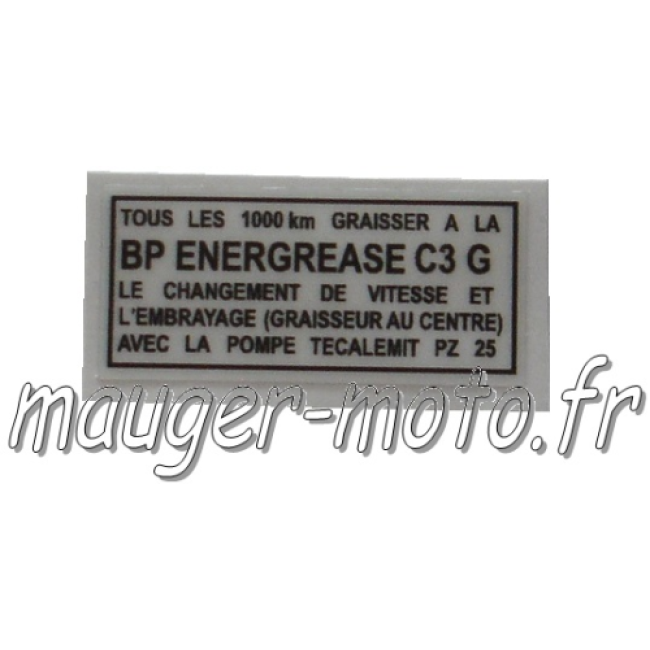 TOUS LES 1000 km GRAISSER A LA
BP ENERGREASE C3 G
LE CHANGEMENT DE VITESSE ET
L'EMBRAYAGE (GRAISSEUR AU CENTRE)
AVEC LA POMPE TECALEMIT PZ 25
mauger-moto.fr